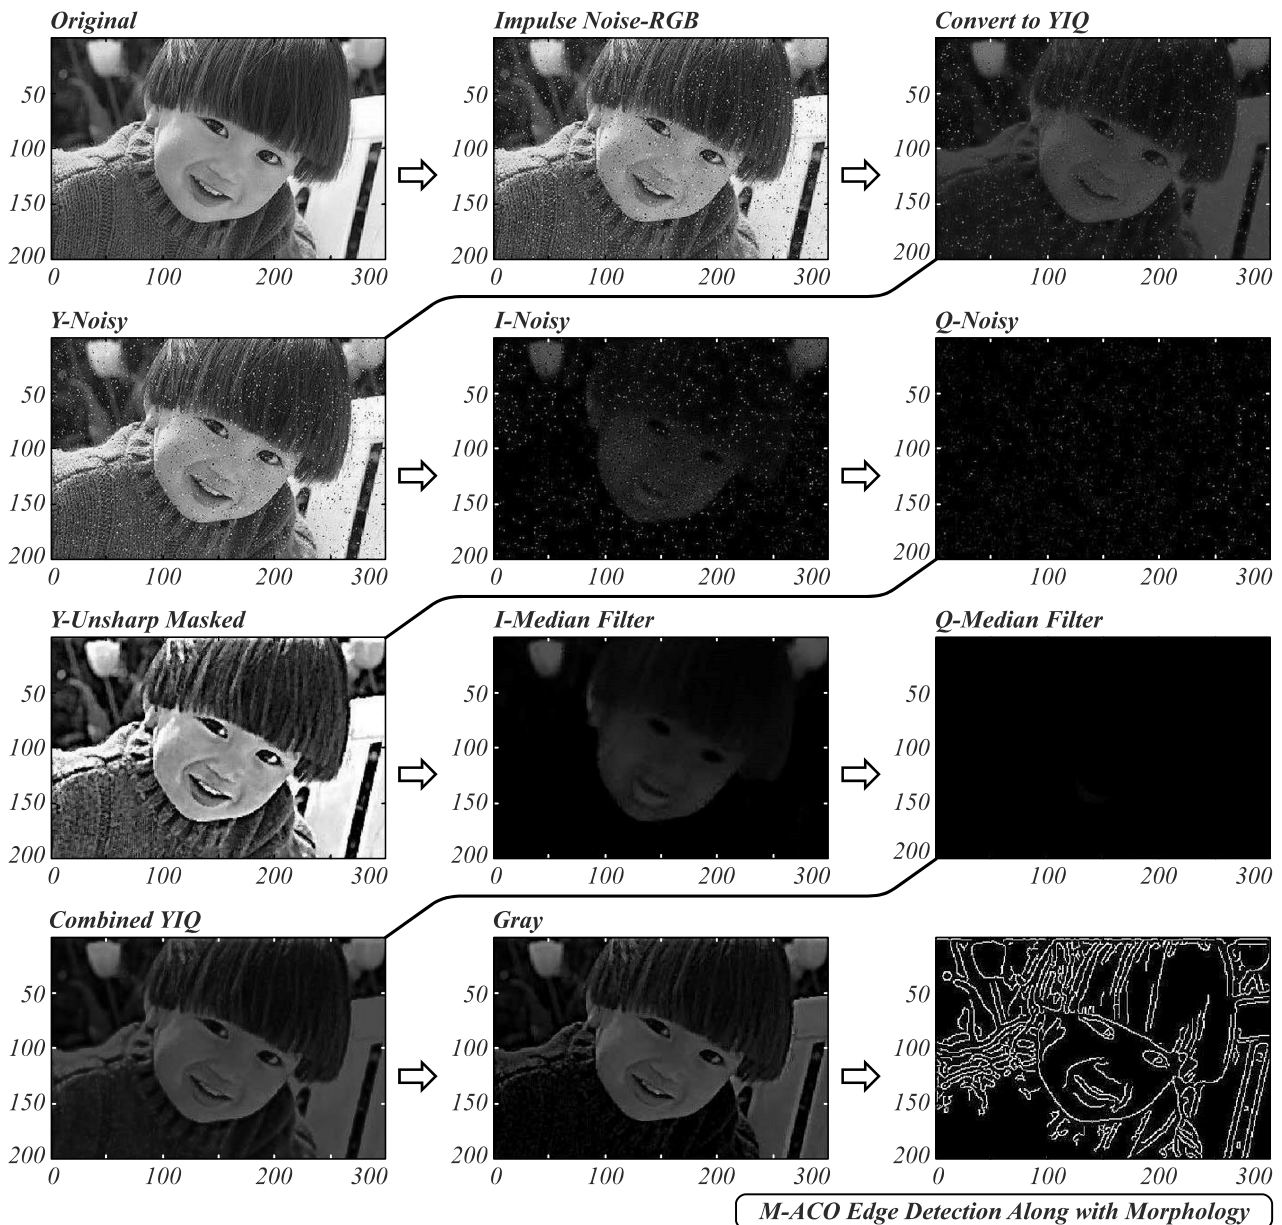 Original Impulse Noise-RGB Convert to YIQ
50 50 50
100 100 100
150 150 150
200 200 200
0 100 200 300 0 100 200 300 100 200 300
Y-Noisy I-Noisy Q-Noisy
50 50 50
100 100 100
150 150 150
200 200 200
0 100 200 300 0 100 200 300 100 200 300
Y-Unsharp Masked I-Median Filter Q-Median Filter
50 50 50
100 100 100
150 150 150
200 200 200
0 100 200 300 0 100 200 300 100 200 300
Combined YIQ Gray
50 50 50
100 100 100
150 150 150
200 200 200
0 100 200 300 0 100 200 300 0 100 200 300
M-ACO Edge Detection Along with Morphology